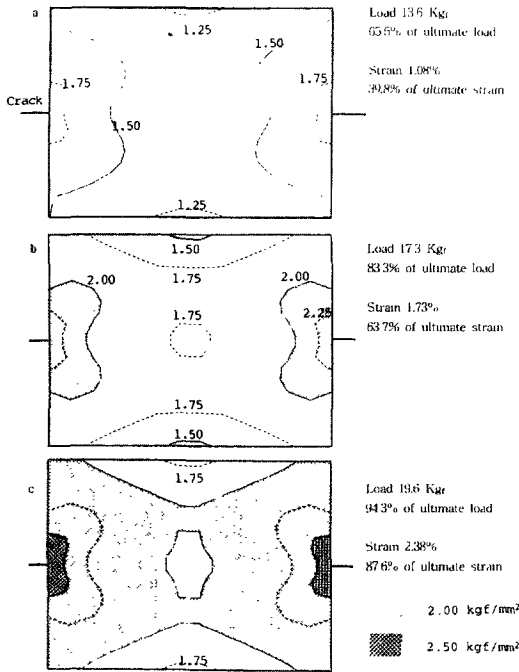 a
1.25
1.50
1.75
1.75
Crack
1.50
1.25
Load 13.6 Kgf
65.5% of ultimate load
Strain 1.08%
39.8% of ultimate strain
b
1.50
1.75
2.00
2.00
1.75
2.25
1.75
1.50
Load 17.3 Kgf
83.3% of ultimate load
Strain 1.73%
63.7% of ultimate strain
c
1.75
1.75
Load 19.6 Kgf
94.3% of ultimate load
Strain 2.38%
87.6% of ultimate strain
2.00 kgf/mm²
2.50 kgf/mm²